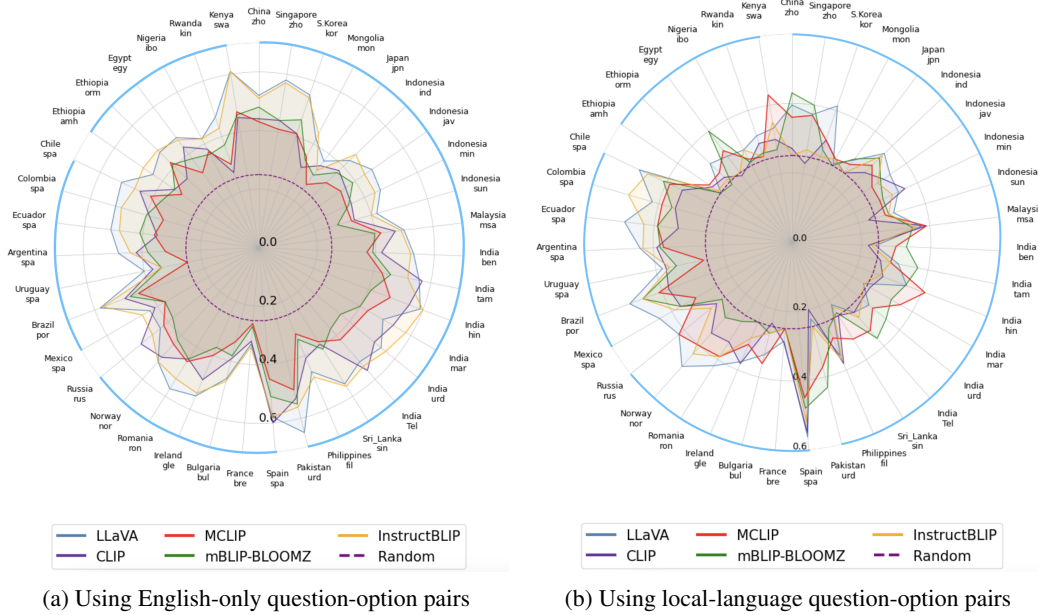 China
zho
Singapore
zho
S.Korea
kor
Mongolia
mon
Japan
jpn
Indonesia
ind
Indonesia
jav
Indonesia
min
Indonesia
sun
Malaysia
msa
India
ben
India
tam
India
hin
India
mar
India
urd
India
Tel
Sri_Lanka
sin
Philippines
fil
Pakistan
urd
Spain
spa
France
bre
Bulgaria
bul
Ireland
gle
Romania
ron
Norway
nor
Russia
rus
Mexico
spa
Brazil
por
Uruguay
spa
Argentina
spa
Ecuador
spa
Colombia
spa
Chile
spa
Ethiopia
amh
Ethiopia
orm
Egypt
egy
Nigeria
ibo
Rwanda
kin
Kenya
swa
0.0
0.2
0.4
0.6
LLaVA
CLIP
MCLIP
mBLIP-BLOOMZ
InstructBLIP
Random
(a) Using English-only question-option pairs
China
zho
Singapore
zho
S.Korea
kor
Mongolia
mon
Japan
jpn
Indonesia
ind
Indonesia
jav
Indonesia
min
Indonesia
sun
Malaysia
msa
India
ben
India
tam
India
hin
India
mar
India
urd
India
Tel
Sri_Lanka
sin
Philippines
fil
Pakistan
urd
Spain
spa
France
bre
Bulgaria
bul
Ireland
gle
Romania
ron
Norway
nor
Russia
rus
Mexico
spa
Brazil
por
Uruguay
spa
Argentina
spa
Ecuador
spa
Colombia
spa
Chile
spa
Ethiopia
amh
Ethiopia
orm
Egypt
egy
Nigeria
ibo
Rwanda
kin
Kenya
swa
0.0
0.2
0.4
0.6
LLaVA
CLIP
MCLIP
mBLIP-BLOOMZ
InstructBLIP
Random
(b) Using local-language question-option pairs